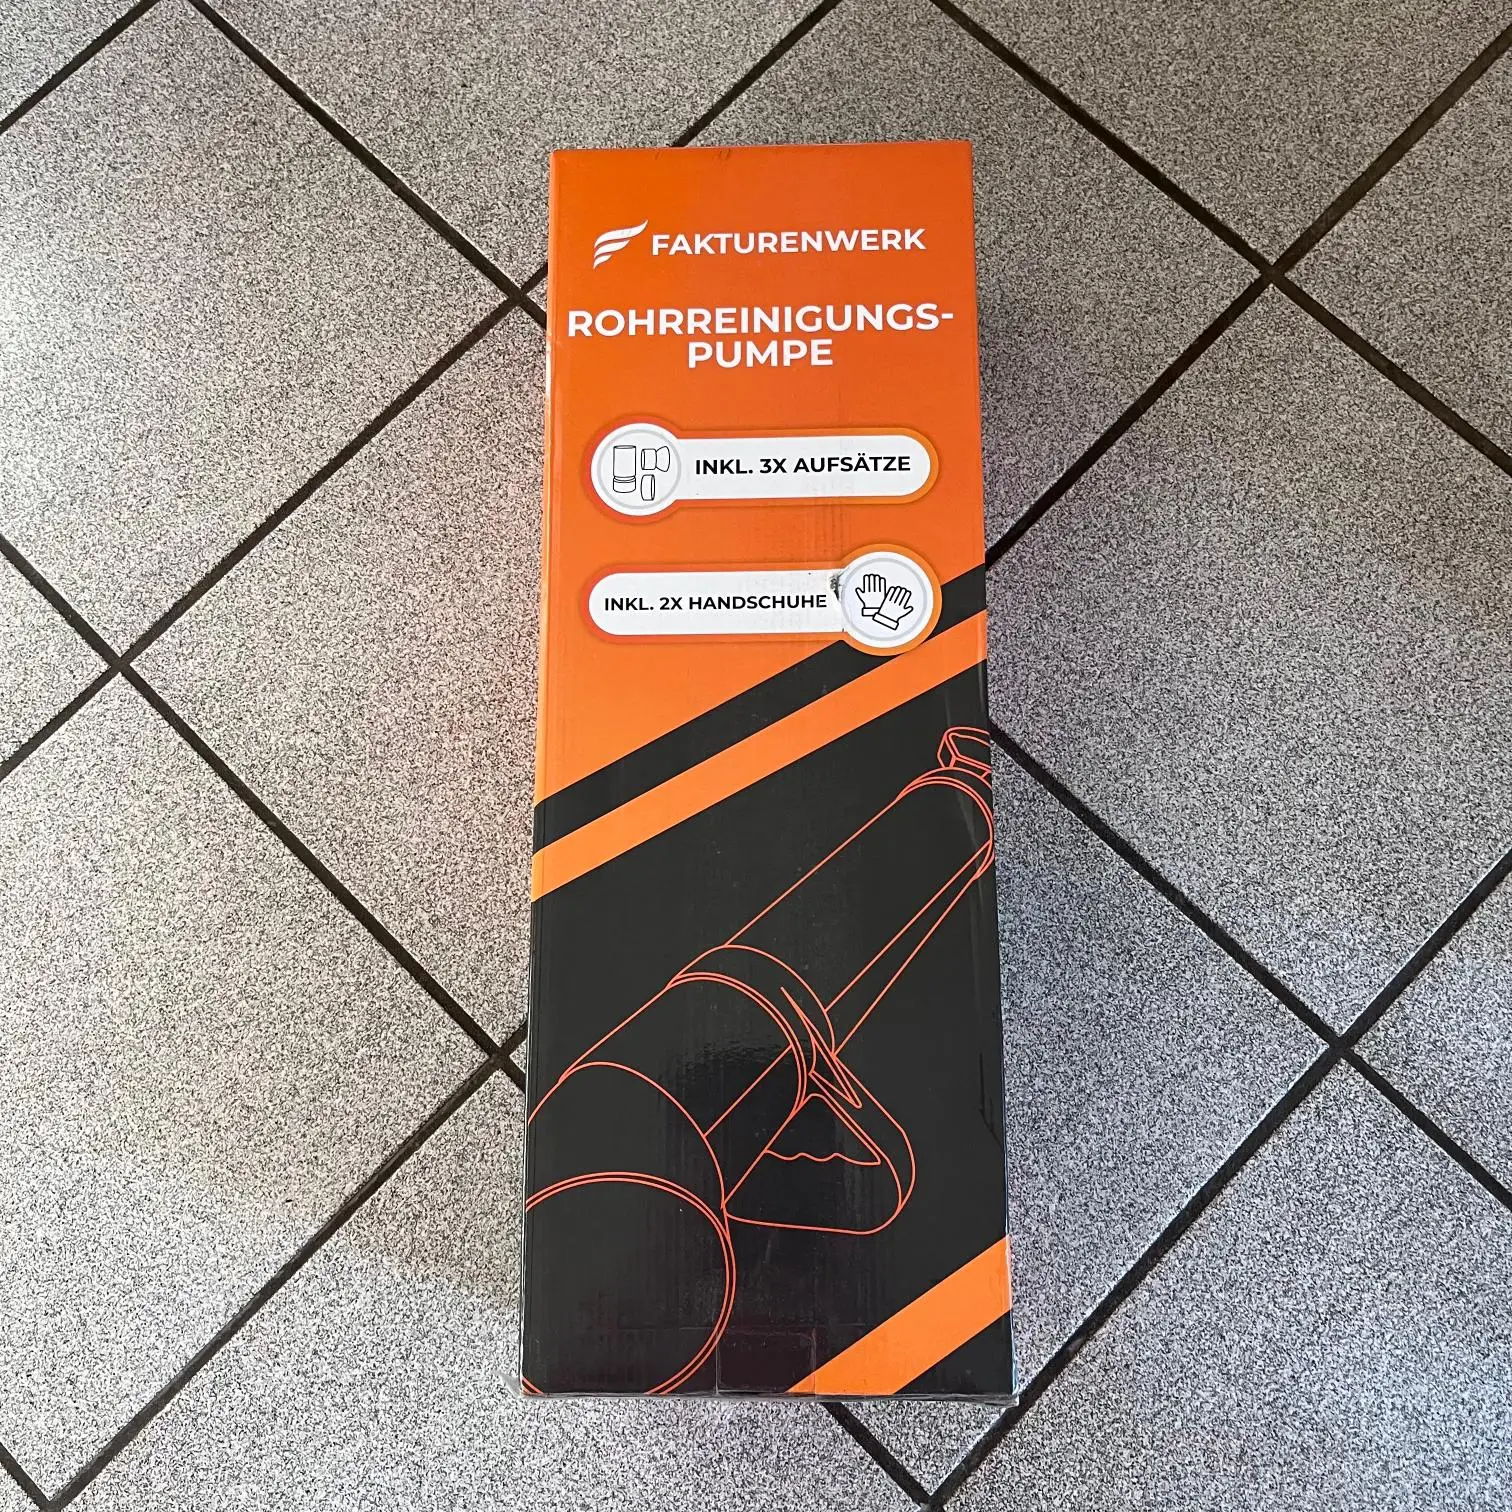 FAKTURENWERK
ROHRREINIGUNGS-
PUMPE
INKL. 3X AUFSÄTZE
INKL. 2X HANDSCHUHE